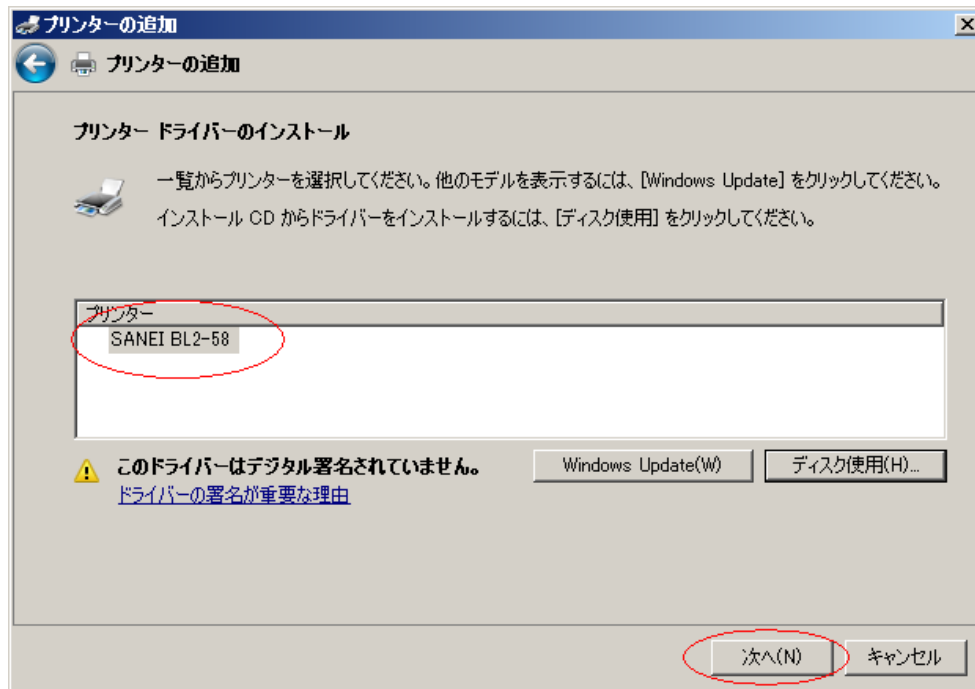 プリンターの追加
プリンターの追加
プリンター ドライバーのインストール
一覧からプリンターを選択してください。他のモデルを表示するには、[Windows Update] をクリックしてください。
インストール CD からドライバーをインストールするには、[ディスク使用] をクリックしてください。
プリンター
SANEI BL2-58
このドライバーはデジタル署名されていません。
Windows Update(W)
ディスク使用(H)...
ドライバーの署名が重要な理由
次へ(N)
キャンセル